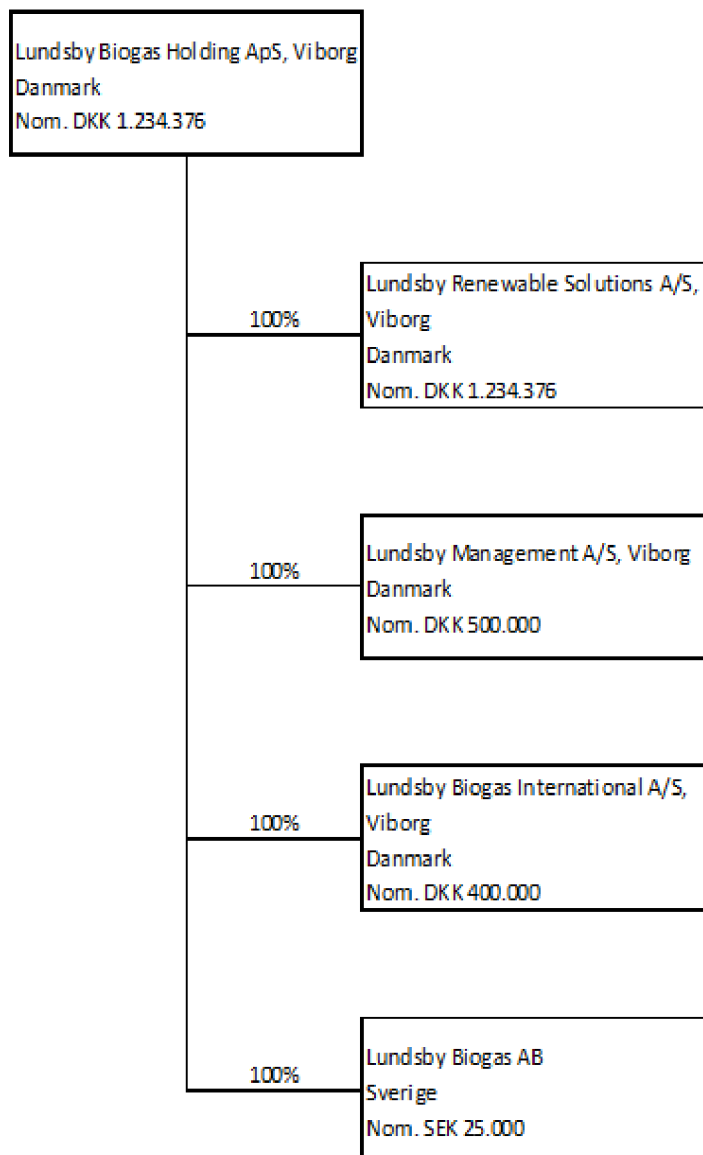 Lundsby Biogas Holding ApS, Viborg
Danmark
Nom. DKK 1.234.376
100%
Lundsby Renewable Solutions A/S,
Viborg
Danmark
Nom. DKK 1.234.376
100%
Lundsby Management A/S, Viborg
Danmark
Nom. DKK 500.000
100%
Lundsby Biogas International A/S,
Viborg
Danmark
Nom. DKK 400.000
100%
Lundsby Biogas AB
Sverige
Nom. SEK 25.000